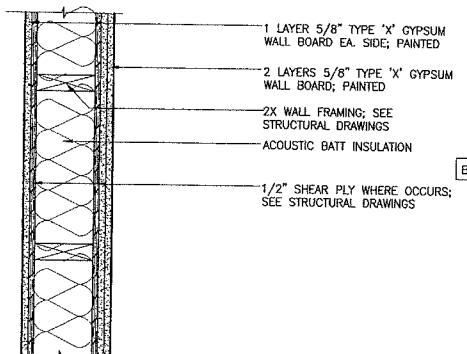 1 LAYER 5/8" TYPE 'X' GYPSUM
WALL BOARD EA. SIDE; PAINTED
2 LAYERS 5/8" TYPE 'X' GYPSUM
WALL BOARD; PAINTED
2X WALL FRAMING; SEE
STRUCTURAL DRAWINGS
ACOUSTIC BATT INSULATION
1/2" SHEAR PLY WHERE OCCURS;
SEE STRUCTURAL DRAWINGS